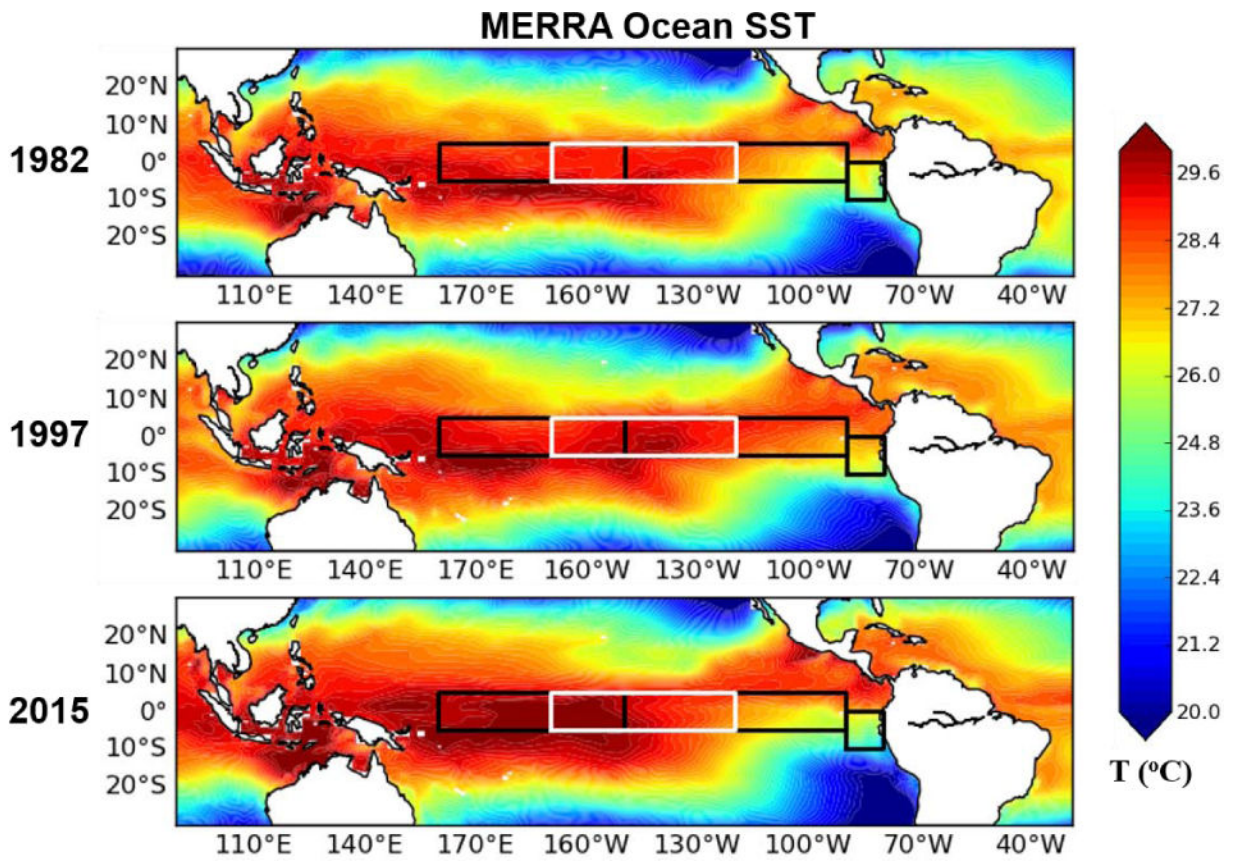 MERRA Ocean SST
1982
20°N
10°N
0°
10°S
20°S
110°E 140°E 170°E 160°W 130°W 100°W 70°W 40°W
1997
20°N
10°N
0°
10°S
20°S
110°E 140°E 170°E 160°W 130°W 100°W 70°W 40°W
2015
20°N
10°N
0°
10°S
20°S
110°E 140°E 170°E 160°W 130°W 100°W 70°W 40°W
29.6
28.4
27.2
26.0
24.8
23.6
22.4
21.2
20.0
T (°C)